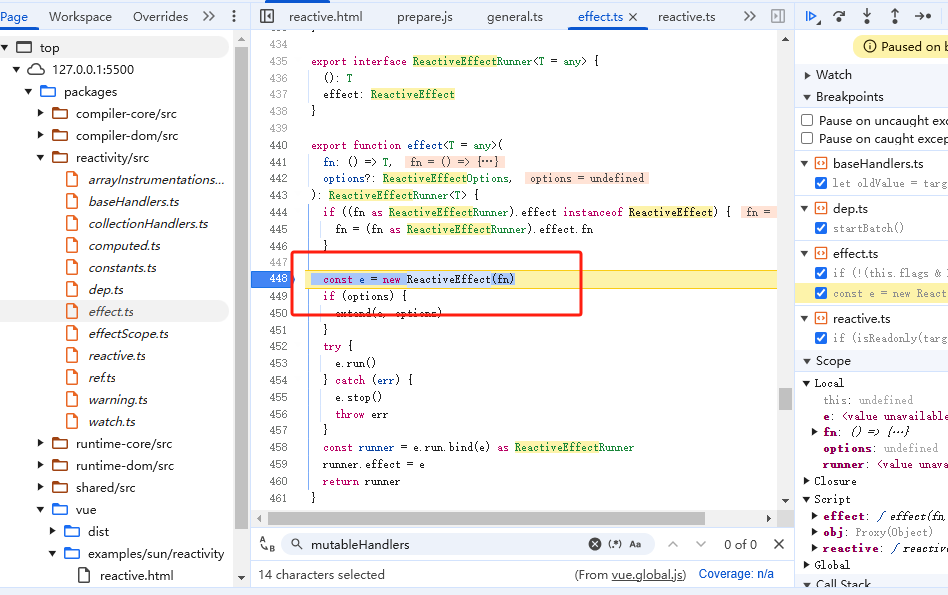 Page Workspace Overrides
top
127.0.0.1:5500
packages
compiler-core/src
compiler-dom/src
reactivity/src
arrayInstrumentations...
baseHandlers.ts
collectionHandlers.ts
computed.ts
constants.ts
dep.ts
effect.ts
effectScope.ts
reactive.ts
ref.ts
warning.ts
watch.ts
runtime-core/src
runtime-dom/src
shared/src
vue
dist
examples/sun/reactivity
reactive.html
reactive.html prepare.js general.ts effect.ts reactive.ts
434
435 export interface ReactiveEffectRunner<T = any> {
436 (): T
437 effect: ReactiveEffect
438 }
439
440 export function effect<T = any>(
441 fn: () => T, fn = () => {…}
442 options?: ReactiveEffectOptions, options = undefined
443 ): ReactiveEffectRunner<T> {
444 if ((fn as ReactiveEffectRunner).effect instanceof ReactiveEffect) { fn =
445 fn = (fn as ReactiveEffectRunner).effect.fn
446 }
447
448 const e = new ReactiveEffect(fn)
449 if (options) {
450 extend(e, options)
451 }
452 try {
453 e.run()
454 } catch (err) {
455 e.stop()
456 throw err
457 }
458 const runner = e.run.bind(e) as ReactiveEffectRunner
459 runner.effect = e
460 return runner
461 }
mutableHandlers (.*) Aa 0 of 0
14 characters selected (From vue.global.js) Coverage: n/a
Paused on b
Watch
Breakpoints
Pause on uncaught exc
Pause on caught excep
baseHandlers.ts
let oldValue = targ
dep.ts
startBatch()
effect.ts
if (!(this.flags &
const e = new React
reactive.ts
if (isReadonly(targ
Scope
Local
this: undefined
e: <value unavailable
fn: () => {…}
options: undefined
runner: <value unava
Closure
Script
effect: ƒ effect(fn,
obj: Proxy(Object)
reactive: ƒ reactiv
Global
Call Stack